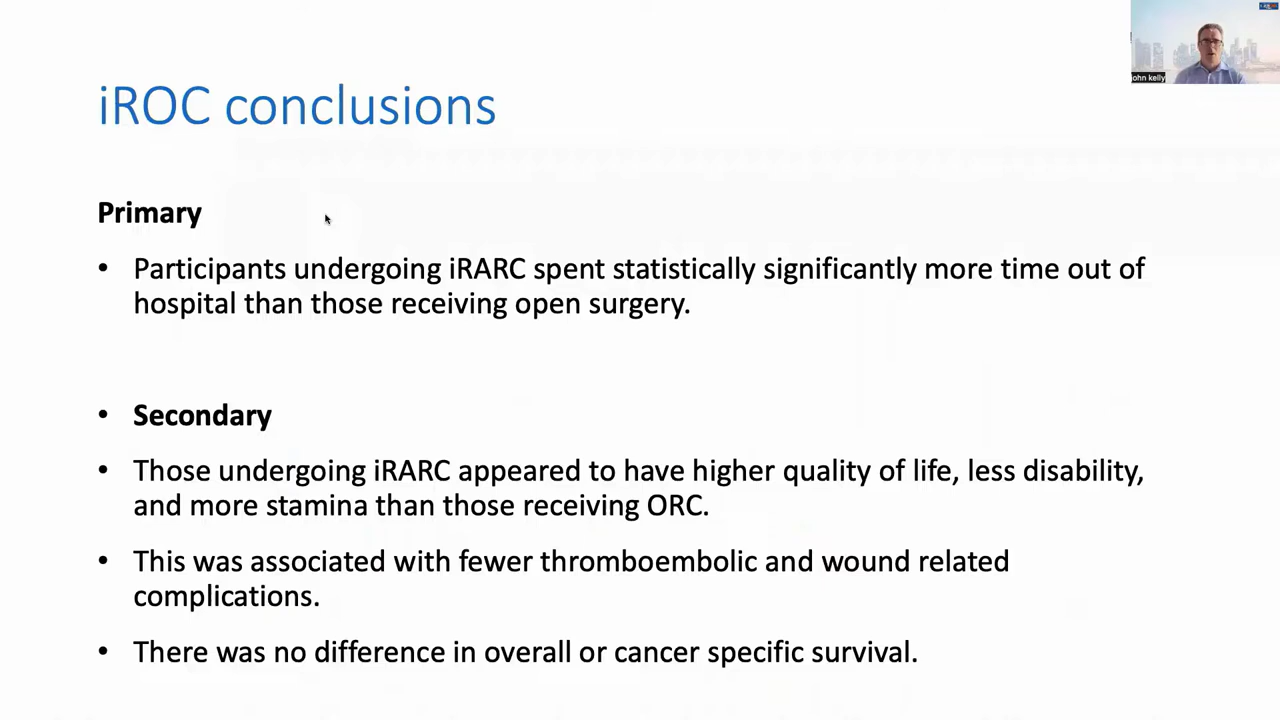 iROC conclusions
Primary
• Participants undergoing iRARC spent statistically significantly more time out of
hospital than those receiving open surgery.
• Secondary
• Those undergoing iRARC appeared to have higher quality of life, less disability,
and more stamina than those receiving ORC.
• This was associated with fewer thromboembolic and wound related
complications.
• There was no difference in overall or cancer specific survival.
john kelly